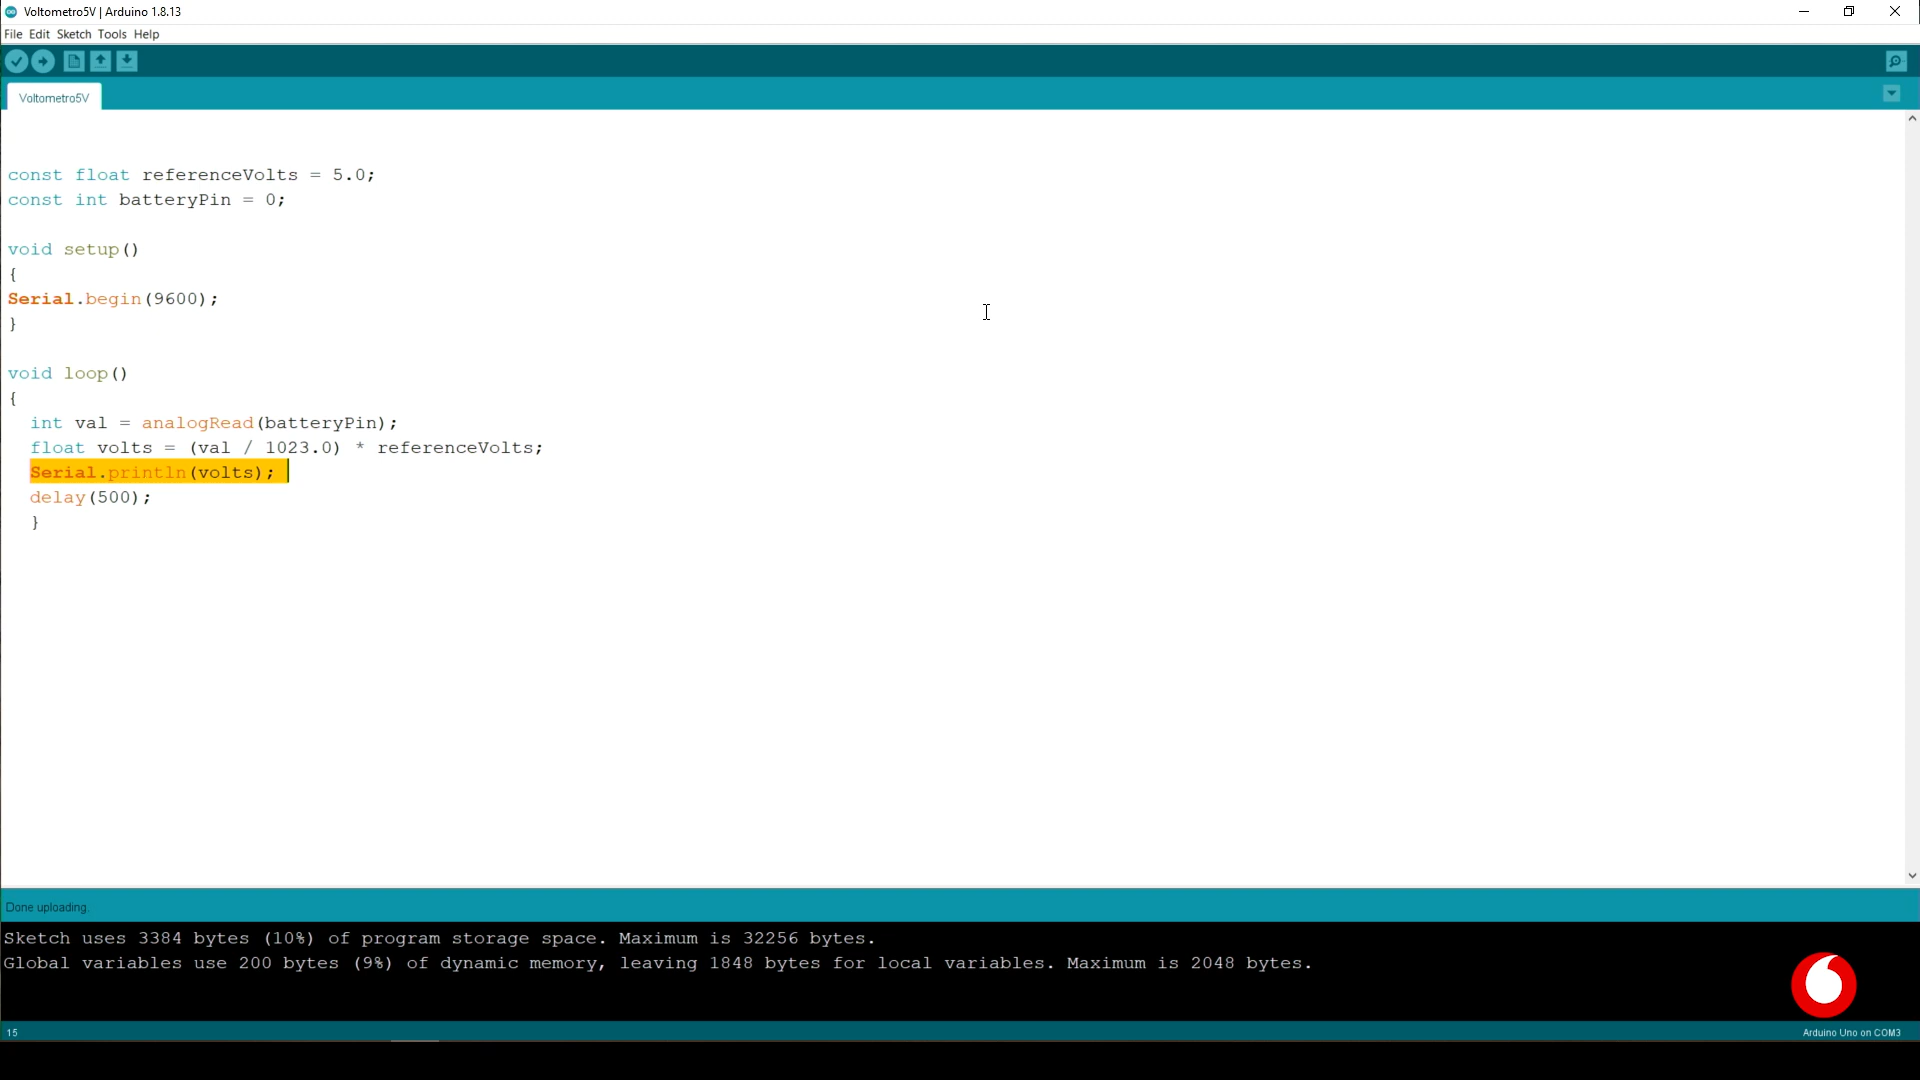 Voltometro5V | Arduino 1.8.13
File Edit Sketch Tools Help
Voltometro5V
const float referenceVolts = 5.0;
const int batteryPin = 0;
void setup()
{
Serial.begin(9600);
}
void loop()
{
int val = analogRead(batteryPin);
float volts = (val / 1023.0) * referenceVolts;
Serial.println(volts);
delay(500);
}
Done uploading.
Sketch uses 3384 bytes (10%) of program storage space. Maximum is 32256 bytes.
Global variables use 200 bytes (9%) of dynamic memory, leaving 1848 bytes for local variables. Maximum is 2048 bytes.
15
Arduino Uno on COM3